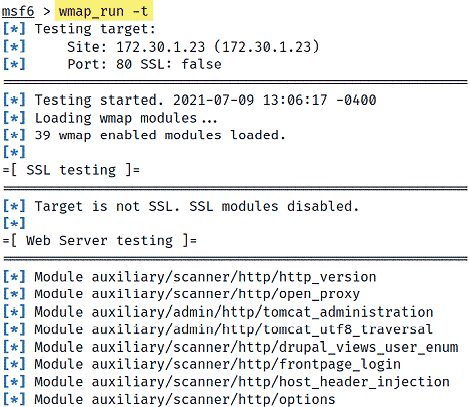 msf6 > wmap_run -t
[*] Testing target:
[*]     Site: 172.30.1.23 (172.30.1.23)
[*]     Port: 80 SSL: false
[*] Testing started. 2021-07-09 13:06:17 -0400
[*] Loading wmap modules...
[*] 39 wmap enabled modules loaded.
[*]
=[ SSL testing ]=
[*] Target is not SSL. SSL modules disabled.
[*]
=[ Web Server testing ]=
[*] Module auxiliary/scanner/http/http_version
[*] Module auxiliary/scanner/http/open_proxy
[*] Module auxiliary/admin/http/tomcat_administration
[*] Module auxiliary/admin/http/tomcat_utf8_traversal
[*] Module auxiliary/scanner/http/drupal_views_user_enum
[*] Module auxiliary/scanner/http/frontpage_login
[*] Module auxiliary/scanner/http/host_header_injection
[*] Module auxiliary/scanner/http/options